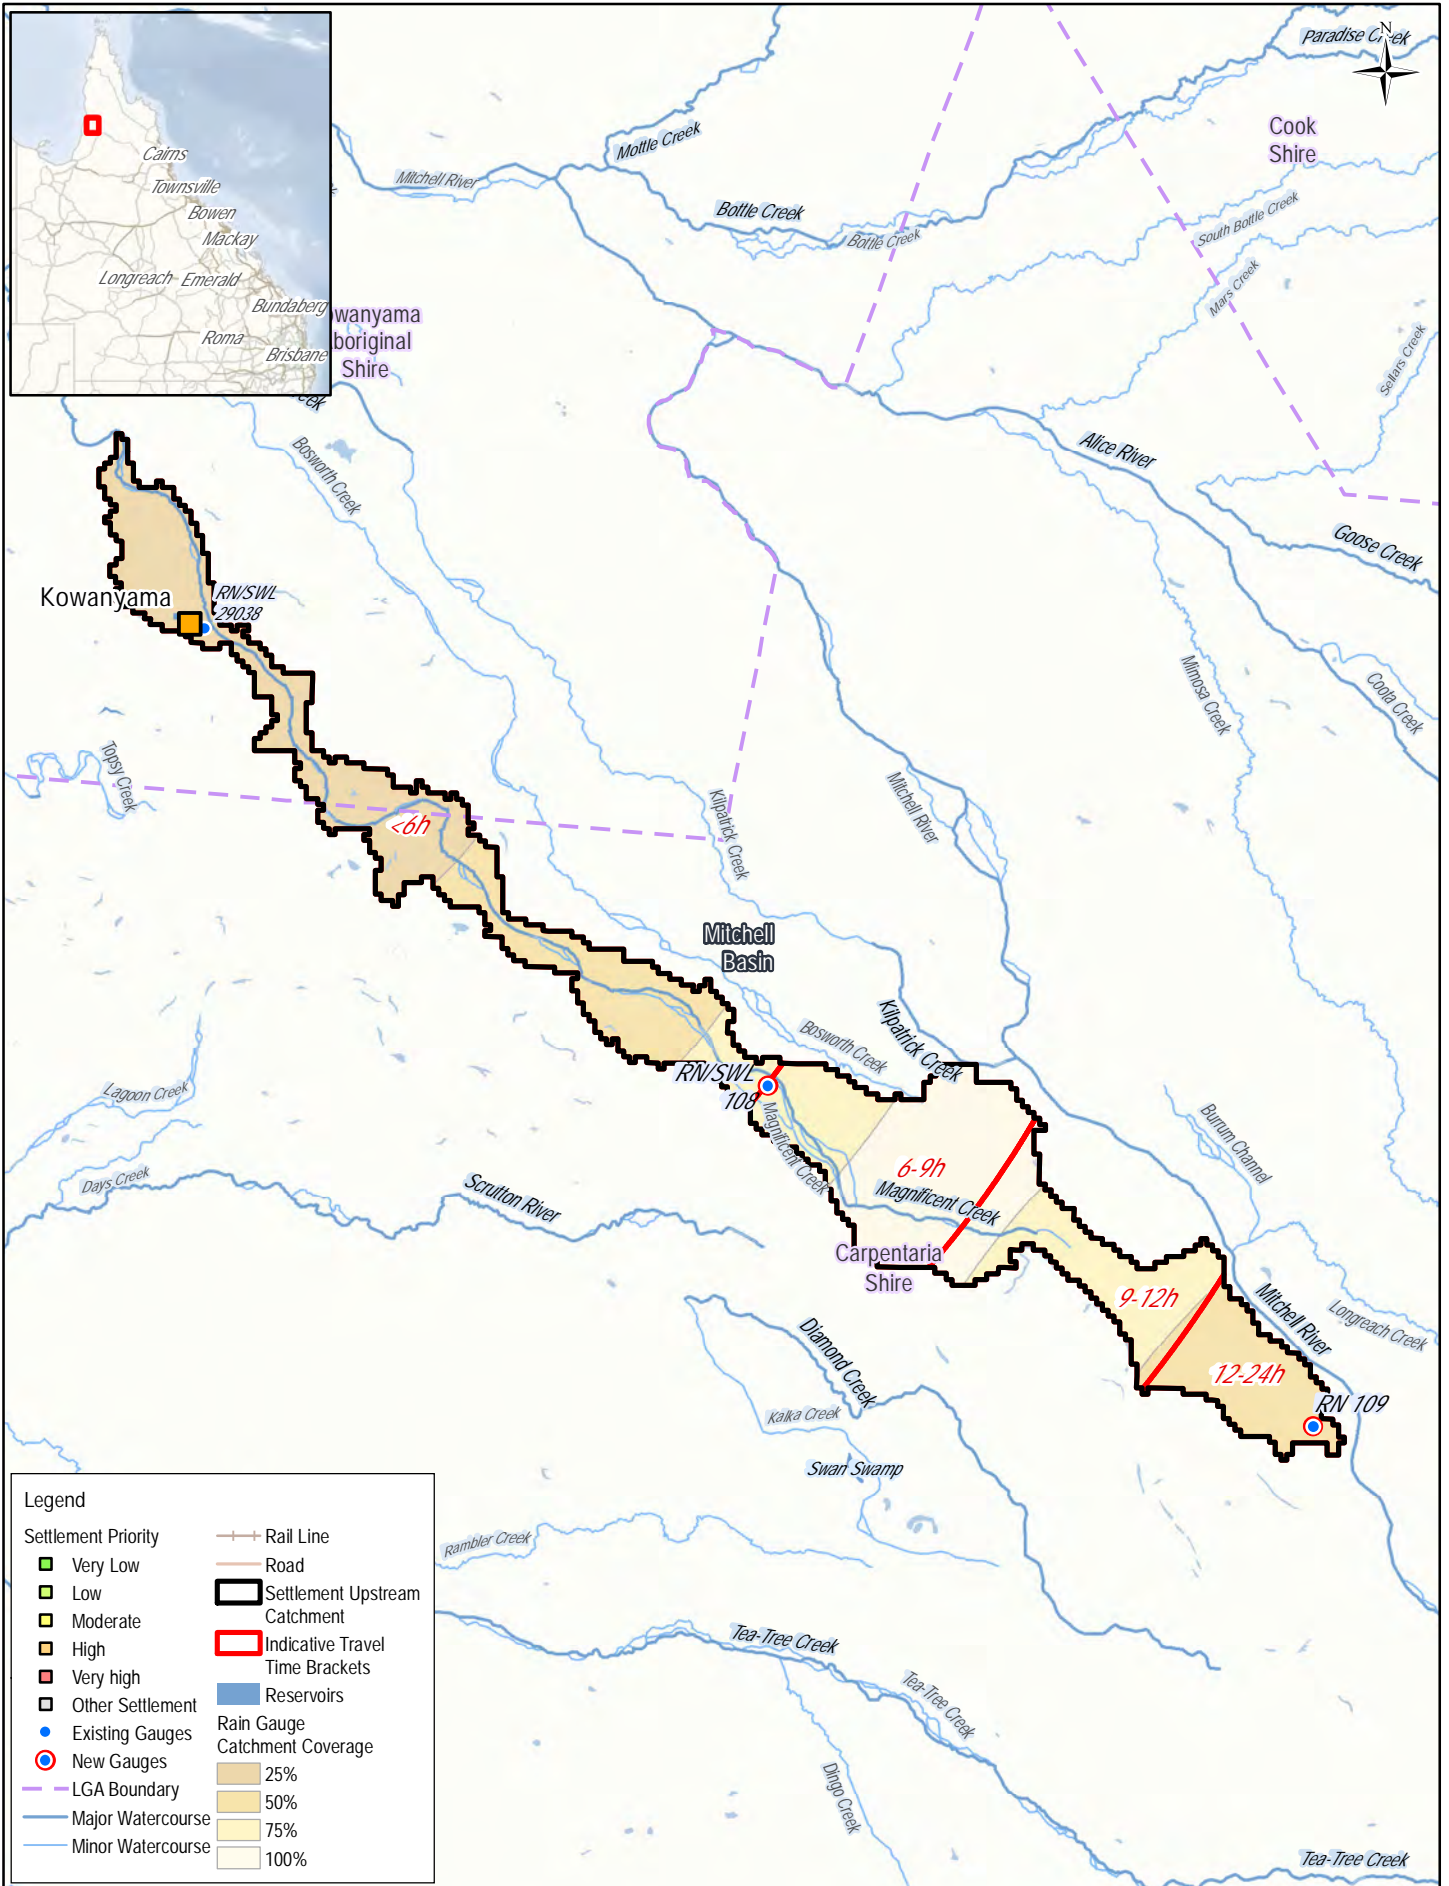 N
Cairns
Townsville
Bowen
Mackay
Longreach
Emerald
Bundaberg
Roma
Brisbane
Paradise Creek
Cook
Shire
Mottle Creek
Mitchell River
Bottle Creek
Bottle Creek
South Bottle Creek
Mars Creek
Sellars Creek
wanyama
boriginal
Shire
eek
Bosworth Creek
Alice River
Goose Creek
Kowanyama
RN/SWL
29038
Mimosa Creek
Coota Creek
Topsy Creek
<6h
Kilpatrick Creek
Mitchell River
Mitchell
Basin
Kilpatrick Creek
Bosworth Creek
RN/SWL
108
Magnificent Creek
Lagoon Creek
Days Creek
Scrutton River
6-9h
Magnificent Creek
Burrum Channel
Carpentaria
Shire
9-12h
Mitchell River
Longreach Creek
Diamond Creek
12-24h
RN 109
Kalka Creek
Swan Swamp
Rambler Creek
Tea-Tree Creek
Tea-Tree Creek
Dingo Creek
Tea-Tree Creek
Legend
Settlement Priority
Very Low
Low
Moderate
High
Very high
Other Settlement
Existing Gauges
New Gauges
LGA Boundary
Major Watercourse
Minor Watercourse
Rail Line
Road
Settlement Upstream
Catchment
Indicative Travel
Time Brackets
Reservoirs
Rain Gauge
Catchment Coverage
25%
50%
75%
100%